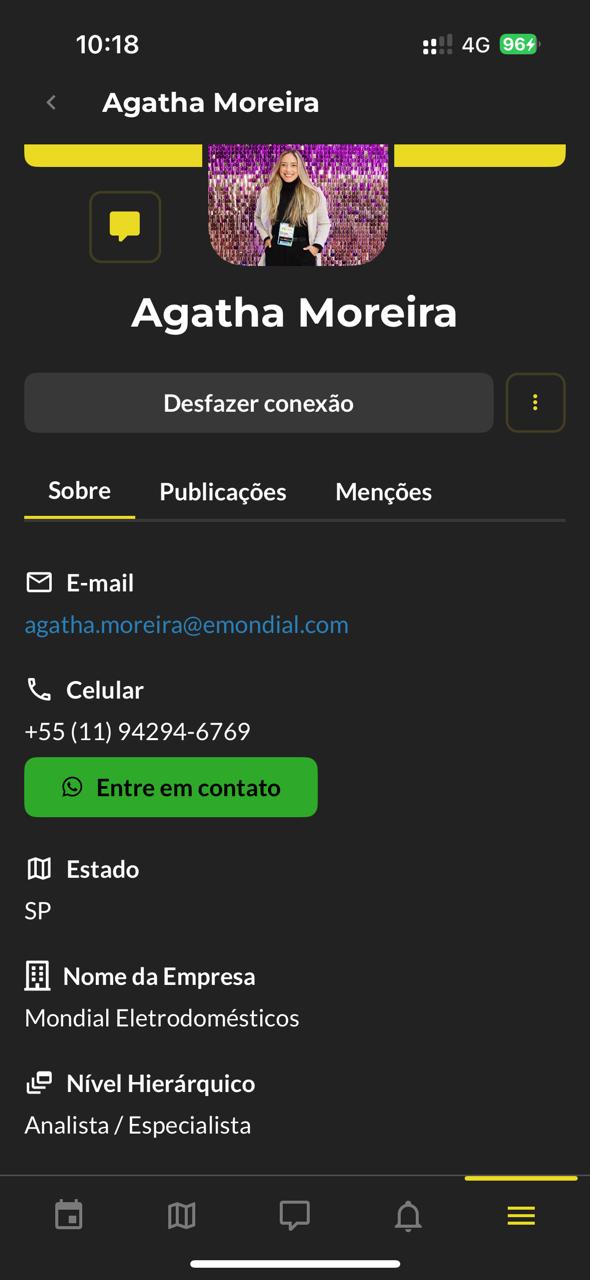 10:18
4G
96
Agatha Moreira
Agatha Moreira
Desfazer conexão
Sobre
Publicações
Menções
E-mail
agatha.moreira@emondial.com
Celular
+55 (11) 94294-6769
Entre em contato
Estado
SP
Nome da Empresa
Mondial Eletrodomésticos
Nível Hierárquico
Analista / Especialista